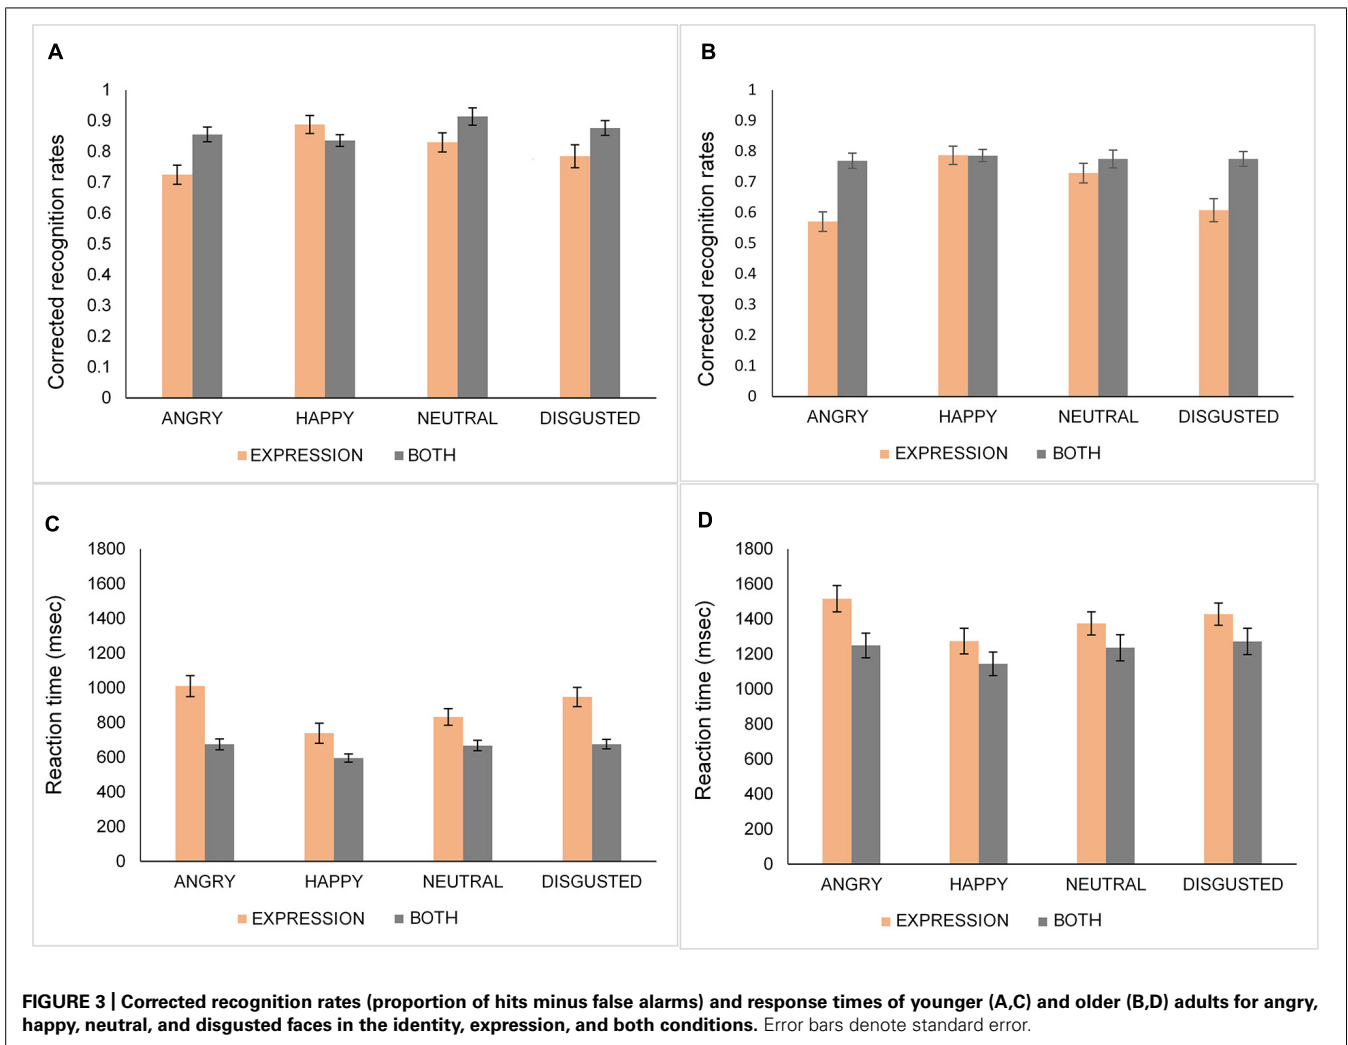 A
Corrected recognition rates
1
0.9
0.8
0.7
0.6
0.5
0.4
0.3
0.2
0.1
0
ANGRY HAPPY NEUTRAL DISGUSTED
EXPRESSION BOTH
B
Corrected recognition rates
1
0.9
0.8
0.7
0.6
0.5
0.4
0.3
0.2
0.1
0
ANGRY HAPPY NEUTRAL DISGUSTED
EXPRESSION BOTH
C
Reaction time (msec)
1800
1600
1400
1200
1000
800
600
400
200
0
ANGRY HAPPY NEUTRAL DISGUSTED
EXPRESSION BOTH
D
Reaction time (msec)
1800
1600
1400
1200
1000
800
600
400
200
0
ANGRY HAPPY NEUTRAL DISGUSTED
EXPRESSION BOTH
FIGURE 3 | Corrected recognition rates (proportion of hits minus false alarms) and response times of younger (A,C) and older (B,D) adults for angry,
happy, neutral, and disgusted faces in the identity, expression, and both conditions. Error bars denote standard error.